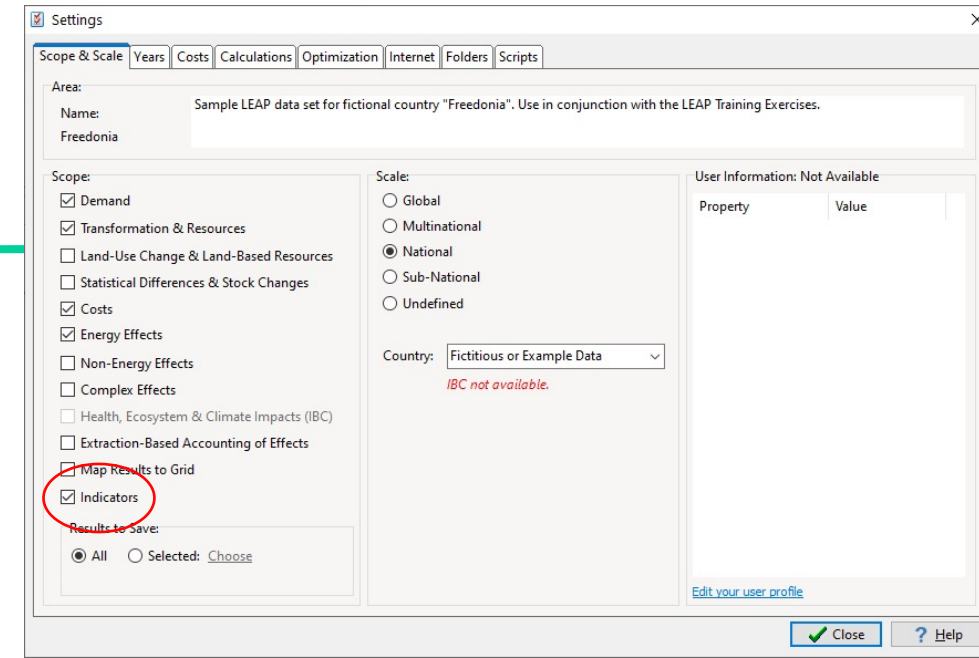 Settings
Scope & Scale Years Costs Calculations Optimization Internet Folders Scripts
Area:
Name:
Freedonia
Sample LEAP data set for fictional country "Freedonia". Use in conjunction with the LEAP Training Exercises.
Scope:
Demand
Transformation & Resources
Land-Use Change & Land-Based Resources
Statistical Differences & Stock Changes
Costs
Energy Effects
Non-Energy Effects
Complex Effects
Health, Ecosystem & Climate Impacts (IBC)
Extraction-Based Accounting of Effects
Map Results to Grid
Indicators
Results to Save:
All Selected: Choose
Scale:
Global
Multinational
National
Sub-National
Undefined
Country: Fictitious or Example Data
IBC not available.
User Information: Not Available
Property Value
Edit your user profile
Close ? Help